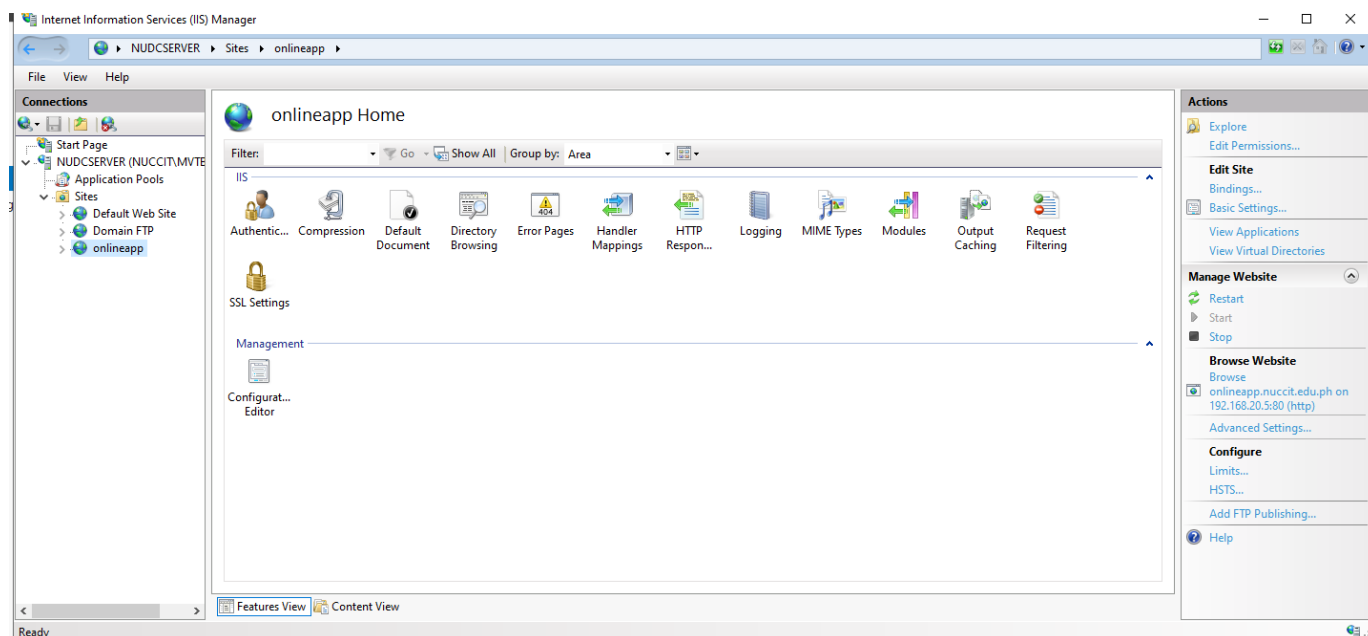 Internet Information Services (IIS) Manager
NUDCSERVER Sites onlineapp
File View Help
Connections
Start Page
NUDCSERVER (NUCCIT\MVTE
Application Pools
Sites
Default Web Site
Domain FTP
onlineapp
onlineapp Home
Filter: Go Show All Group by: Area
IIS
Authentic... Compression Default Document Directory Browsing Error Pages Handler Mappings HTTP Respon... Logging MIME Types Modules Output Caching Request Filtering
404
SSL Settings
Management
Configurat...
Editor
Features View Content View
Actions
Explore
Edit Permissions...
Edit Site
Bindings...
Basic Settings...
View Applications
View Virtual Directories
Manage Website
Restart
Start
Stop
Browse Website
Browse
onlineapp.nuccit.edu.ph on
192.168.20.5:80 (http)
Advanced Settings...
Configure
Limits...
HSTS...
Add FTP Publishing...
Help
Ready